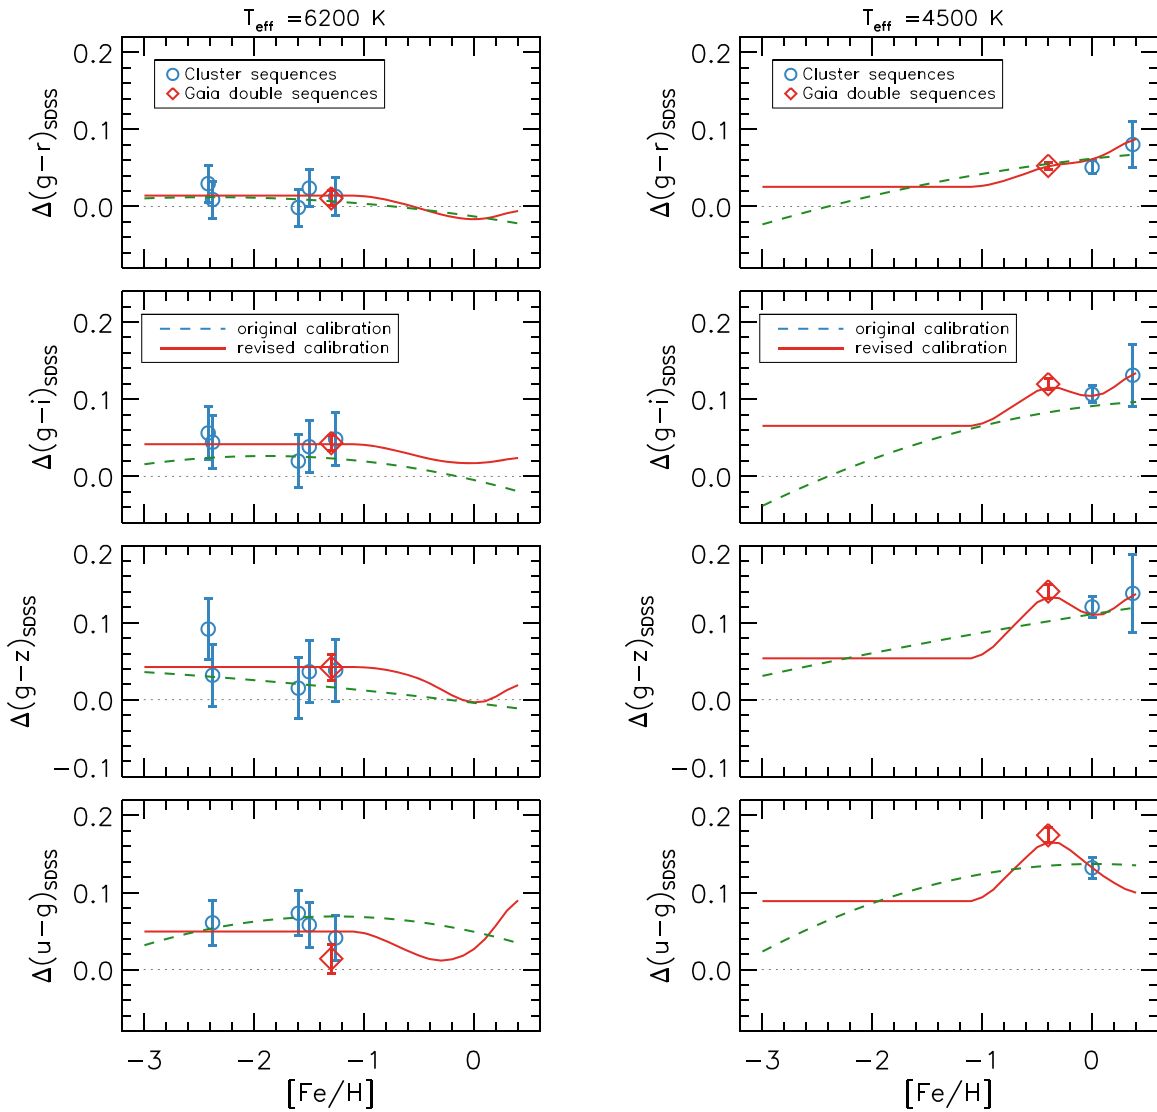 T_eff =6200 K
T_eff =4500 K
0.2
0.1
0.0
Δ(g−r)_SDSS
Cluster sequences
Gaia double sequences
0.2
0.1
0.0
Δ(g−r)_SDSS
Cluster sequences
Gaia double sequences
0.2
0.1
0.0
Δ(g−i)_SDSS
original calibration
revised calibration
0.2
0.1
0.0
Δ(g−i)_SDSS
original calibration
revised calibration
0.2
0.1
0.0
−0.1
Δ(g−z)_SDSS
0.2
0.1
0.0
−0.1
Δ(g−z)_SDSS
0.2
0.1
0.0
Δ(u−g)_SDSS
−3 −2 −1 0
[Fe/H]
0.2
0.1
0.0
Δ(u−g)_SDSS
−3 −2 −1 0
[Fe/H]